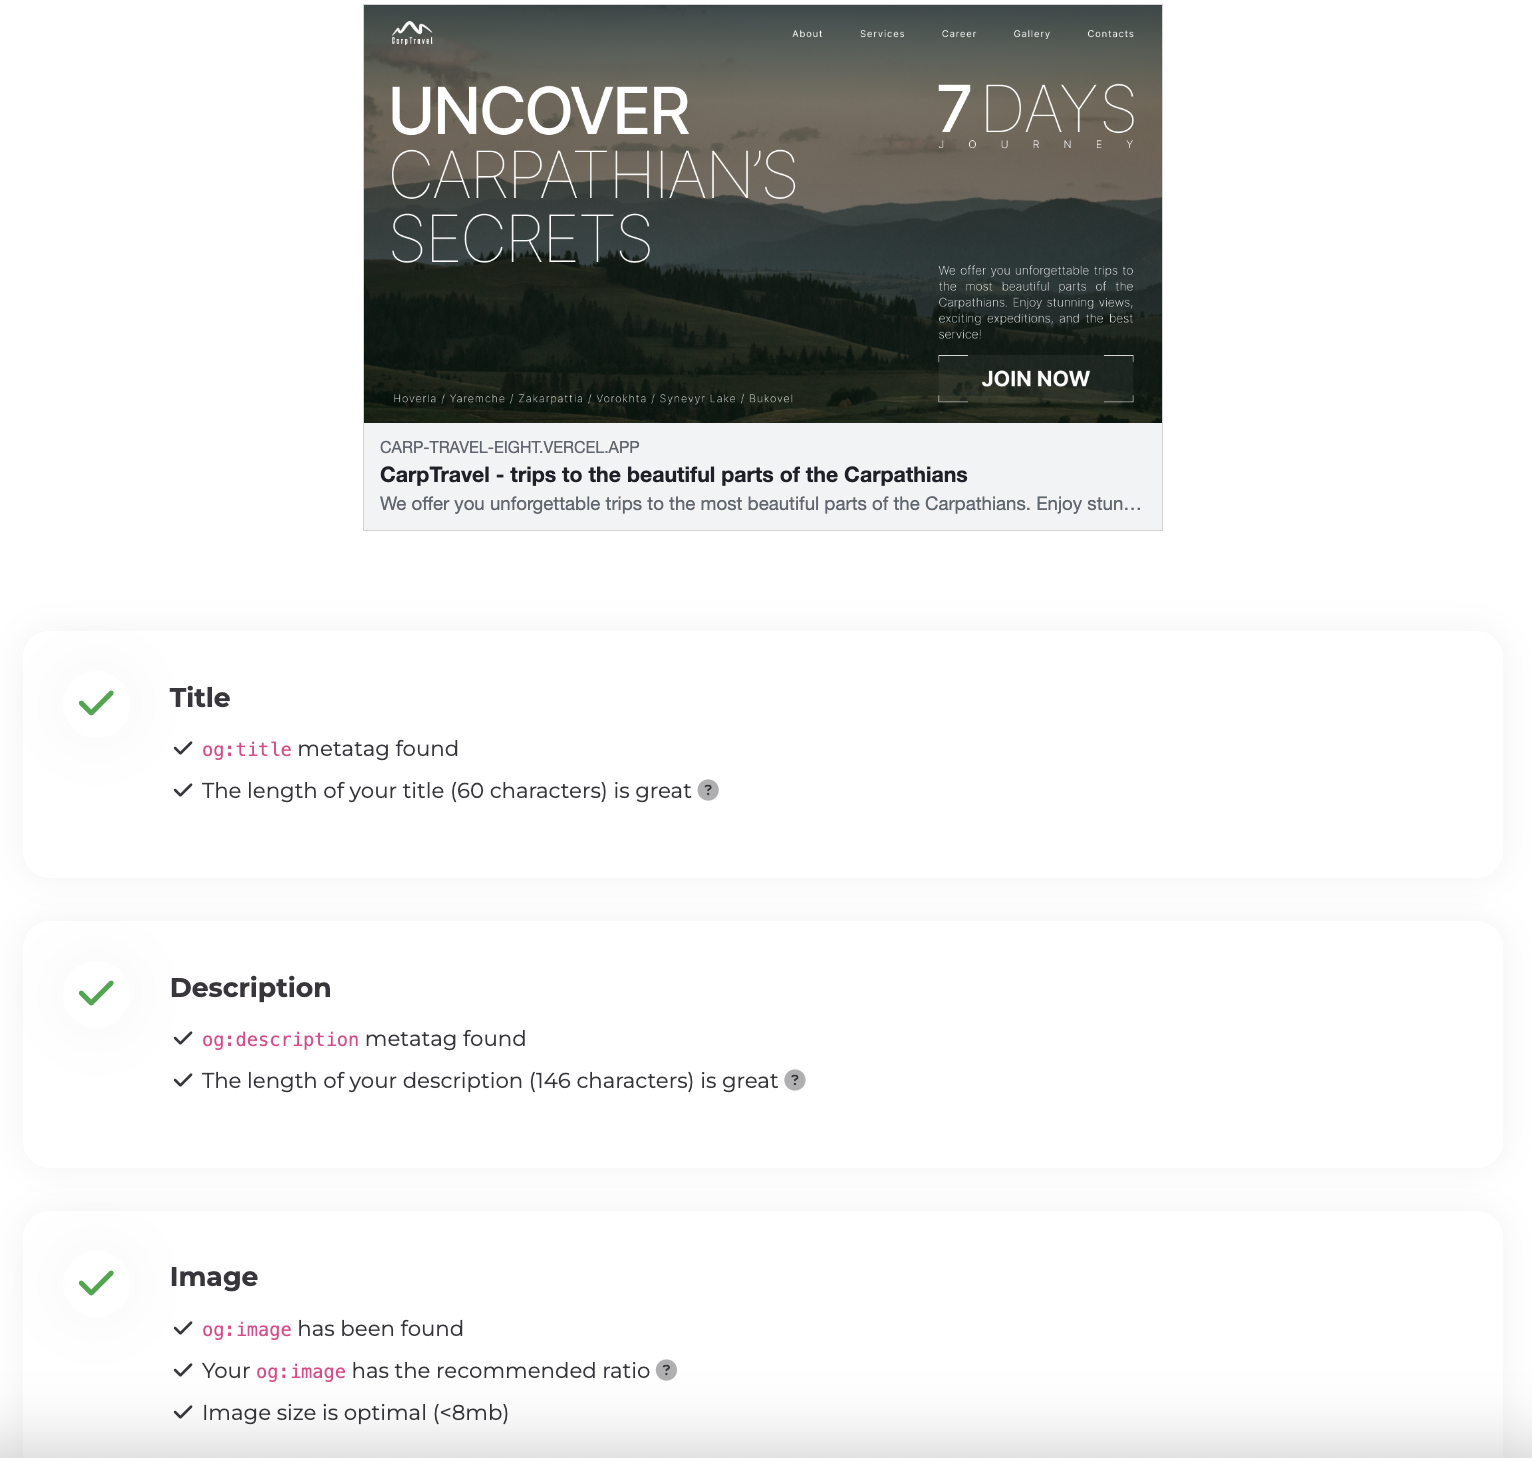 CarpTravel
About Services Career Gallery Contacts
UNCOVER
CARPATHIAN'S
SECRETS
7 DAYS
JOURNEY
We offer you unforgettable trips to
the most beautiful parts of the
Carpathians. Enjoy stunning views,
exciting expeditions, and the best
service!
JOIN NOW
Hoverla / Yaremche / Zakarpattia / Vorokhta / Synevyr Lake / Bukovel
CARP-TRAVEL-EIGHT.VERCEL.APP
CarpTravel - trips to the beautiful parts of the Carpathians
We offer you unforgettable trips to the most beautiful parts of the Carpathians. Enjoy stun...
Title
og:title metatag found
The length of your title (60 characters) is great ?
Description
og:description metatag found
The length of your description (146 characters) is great ?
Image
og:image has been found
Your og:image has the recommended ratio ?
Image size is optimal (<8mb)